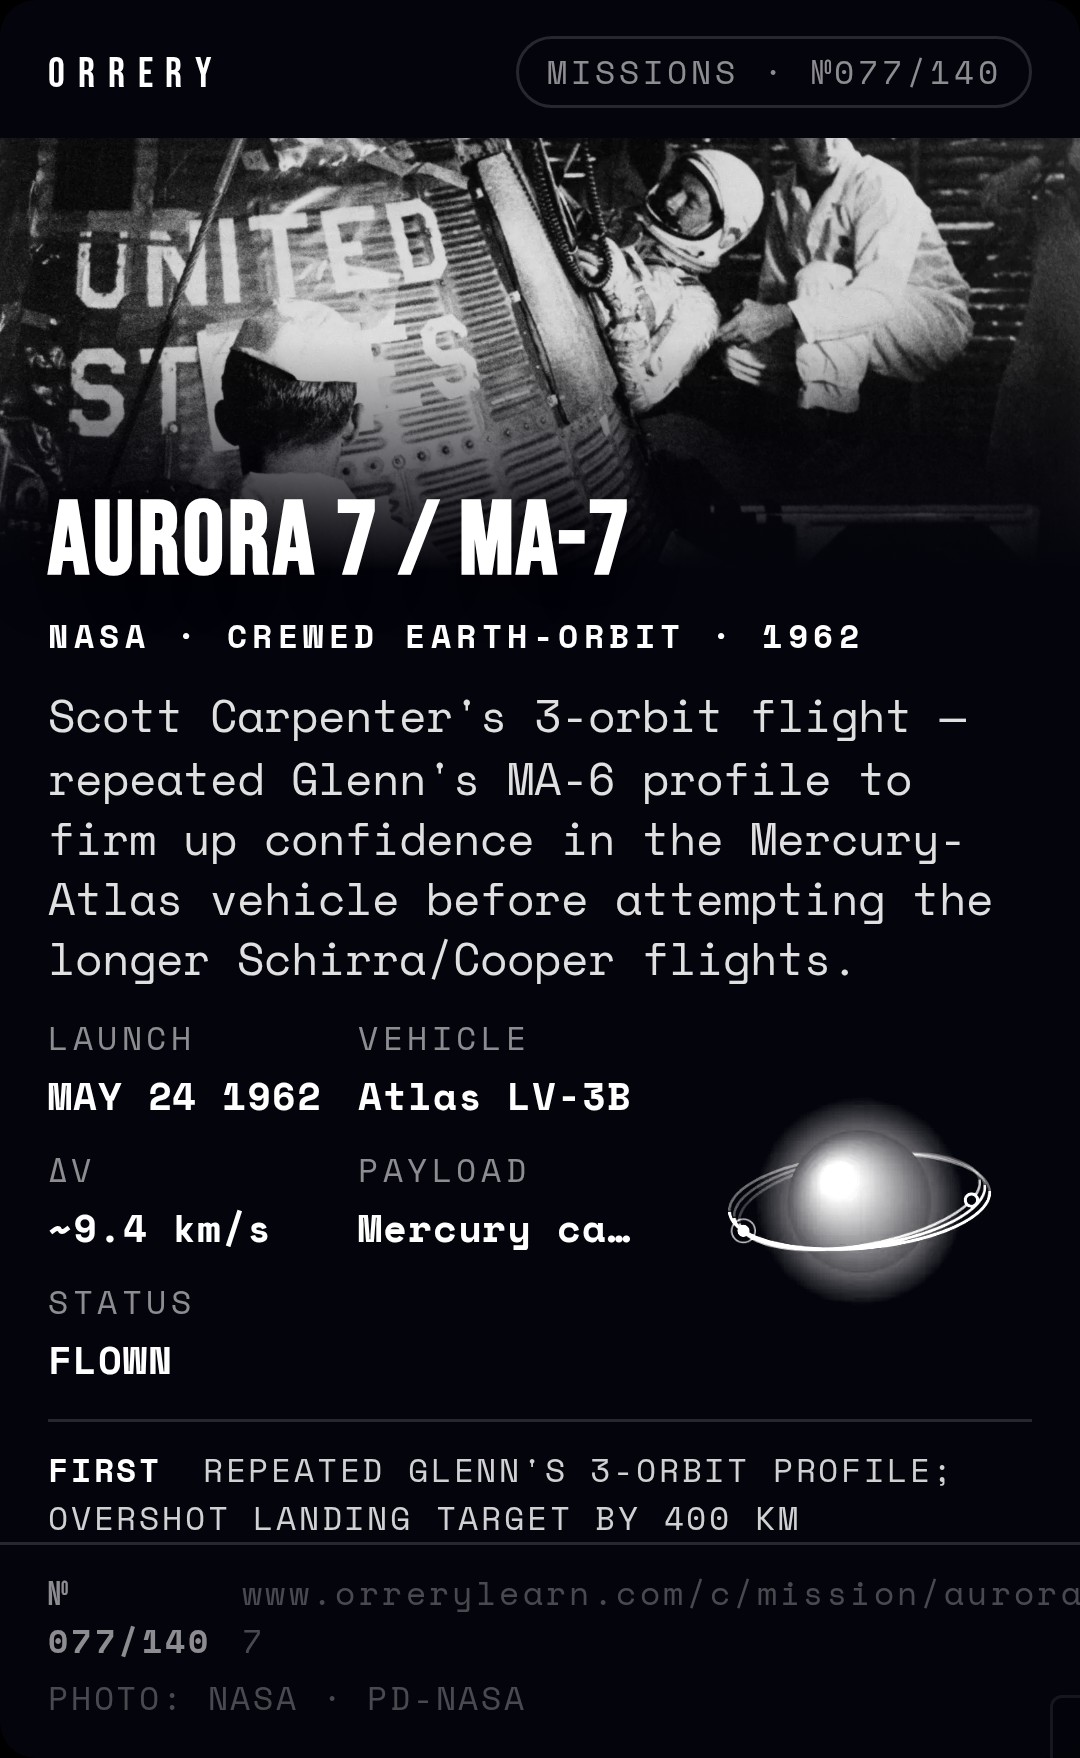 ORRERY
MISSIONS · №077/140
UNITED
ST ES
AURORA 7 / MA-7
NASA · CREWED EARTH-ORBIT · 1962
Scott Carpenter's 3-orbit flight —
repeated Glenn's MA-6 profile to
firm up confidence in the Mercury-
Atlas vehicle before attempting the
longer Schirra/Cooper flights.
LAUNCH VEHICLE
MAY 24 1962 Atlas LV-3B
ΔV PAYLOAD
~9.4 km/s Mercury ca…
STATUS
FLOWN
FIRST REPEATED GLENN'S 3-ORBIT PROFILE;
OVERSHOT LANDING TARGET BY 400 KM
№ www.orrerylearn.com/c/mission/aurora
077/140 7
PHOTO: NASA · PD-NASA